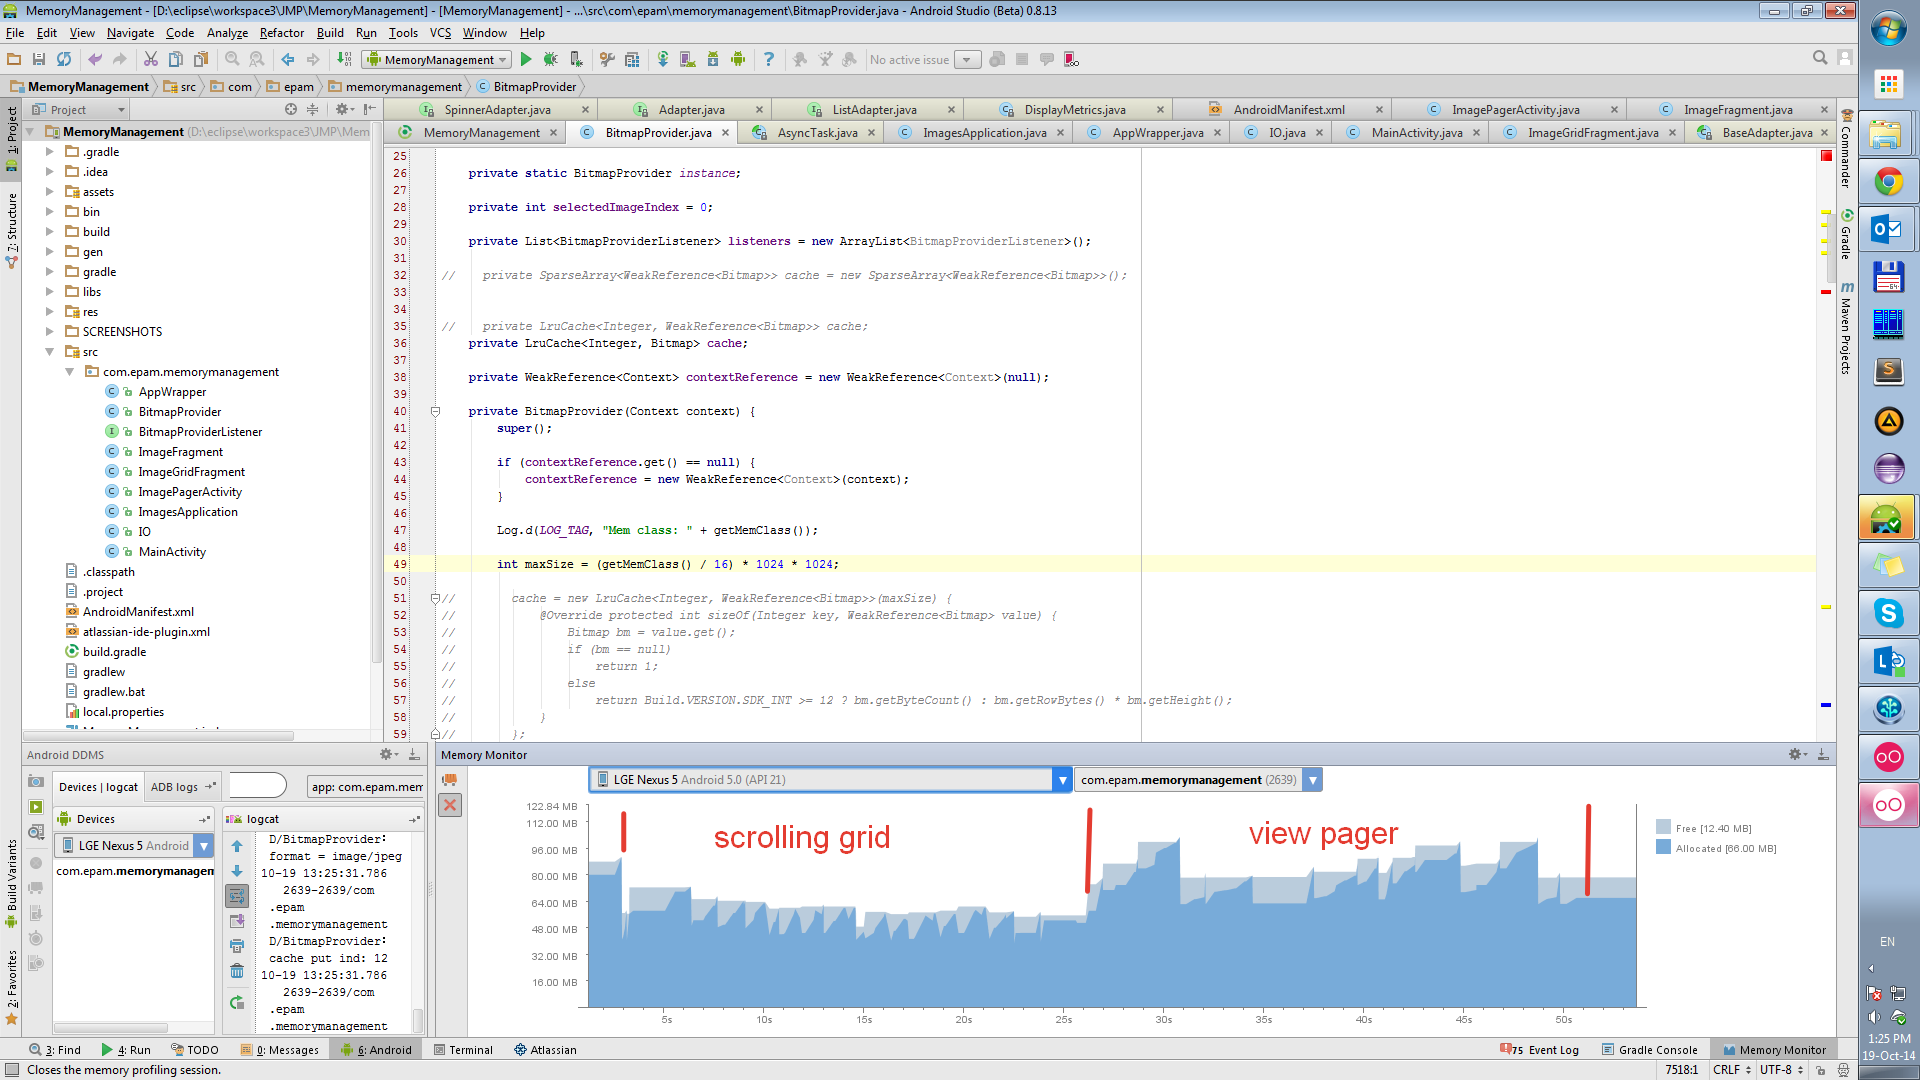 MemoryManagement - [D:\eclipse\workspace3\JMP\MemoryManagement] - [MemoryManagement] - ...\src\com\epam\memorymanagement\BitmapProvider.java - Android Studio (Beta) 0.8.13
File Edit View Navigate Code Analyze Refactor Build Run Tools VCS Window Help
MemoryManagement
No active issue
MemoryManagement src com epam memorymanagement BitmapProvider
Project
SpinnerAdapter.java Adapter.java ListAdapter.java DisplayMetrics.java AndroidManifest.xml ImagePagerActivity.java ImageFragment.java
MemoryManagement BitmapProvider.java AsyncTask.java ImagesApplication.java AppWrapper.java IO.java MainActivity.java ImageGridFragment.java BaseAdapter.java
1: Project
7: Structure
Build Variants
2: Favorites
Commander
Gradle
Maven Projects
MemoryManagement (D:\eclipse\workspace3\JMP\Mem
.gradle
.idea
assets
bin
build
gen
gradle
libs
res
SCREENSHOTS
src
com.epam.memorymanagement
AppWrapper
BitmapProvider
BitmapProviderListener
ImageFragment
ImageGridFragment
ImagePagerActivity
ImagesApplication
IO
MainActivity
.classpath
.project
AndroidManifest.xml
atlassian-ide-plugin.xml
build.gradle
gradlew
gradlew.bat
local.properties
25
26 private static BitmapProvider instance;
27
28 private int selectedImageIndex = 0;
29
30 private List<BitmapProviderListener> listeners = new ArrayList<BitmapProviderListener>();
31
32 // private SparseArray<WeakReference<Bitmap>> cache = new SparseArray<WeakReference<Bitmap>>();
33
34
35 // private LruCache<Integer, WeakReference<Bitmap>> cache;
36 private LruCache<Integer, Bitmap> cache;
37
38 private WeakReference<Context> contextReference = new WeakReference<Context>(null);
39
40 private BitmapProvider(Context context) {
41 super();
42
43 if (contextReference.get() == null) {
44 contextReference = new WeakReference<Context>(context);
45 }
46
47 Log.d(LOG_TAG, "Mem class: " + getMemClass());
48
49 int maxSize = (getMemClass() / 16) * 1024 * 1024;
50
51 // cache = new LruCache<Integer, WeakReference<Bitmap>>(maxSize) {
52 // @Override protected int sizeOf(Integer key, WeakReference<Bitmap> value) {
53 // Bitmap bm = value.get();
54 // if (bm == null)
55 // return 1;
56 // else
57 // return Build.VERSION.SDK_INT >= 12 ? bm.getByteCount() : bm.getRowBytes() * bm.getHeight();
58 // }
59 // };
Android DDMS
Devices | logcat ADB logs app: com.epam.mem
Devices
LGE Nexus 5 Android
com.epam.memorymanagem
logcat
D/BitmapProvider:
format = image/jpeg
10-19 13:25:31.786
2639-2639/com
.epam
.memorymanagement
D/BitmapProvider:
cache put ind: 12
10-19 13:25:31.786
2639-2639/com
.epam
.memorymanagement
Memory Monitor
LGE Nexus 5 Android 5.0 (API 21)
com.epam.memorymanagement (2639)
122.84 MB
112.00 MB
96.00 MB
80.00 MB
64.00 MB
48.00 MB
32.00 MB
16.00 MB
scrolling grid
view pager
Free [12.40 MB]
Allocated [66.00 MB]
5s 10s 15s 20s 25s 30s 35s 40s 45s 50s
3: Find 4: Run TODO 0: Messages 6: Android Terminal Atlassian
75 Event Log Gradle Console Memory Monitor
Closes the memory profiling session.
7518:1 CRLF UTF-8
EN
1:25 PM
19-Oct-14